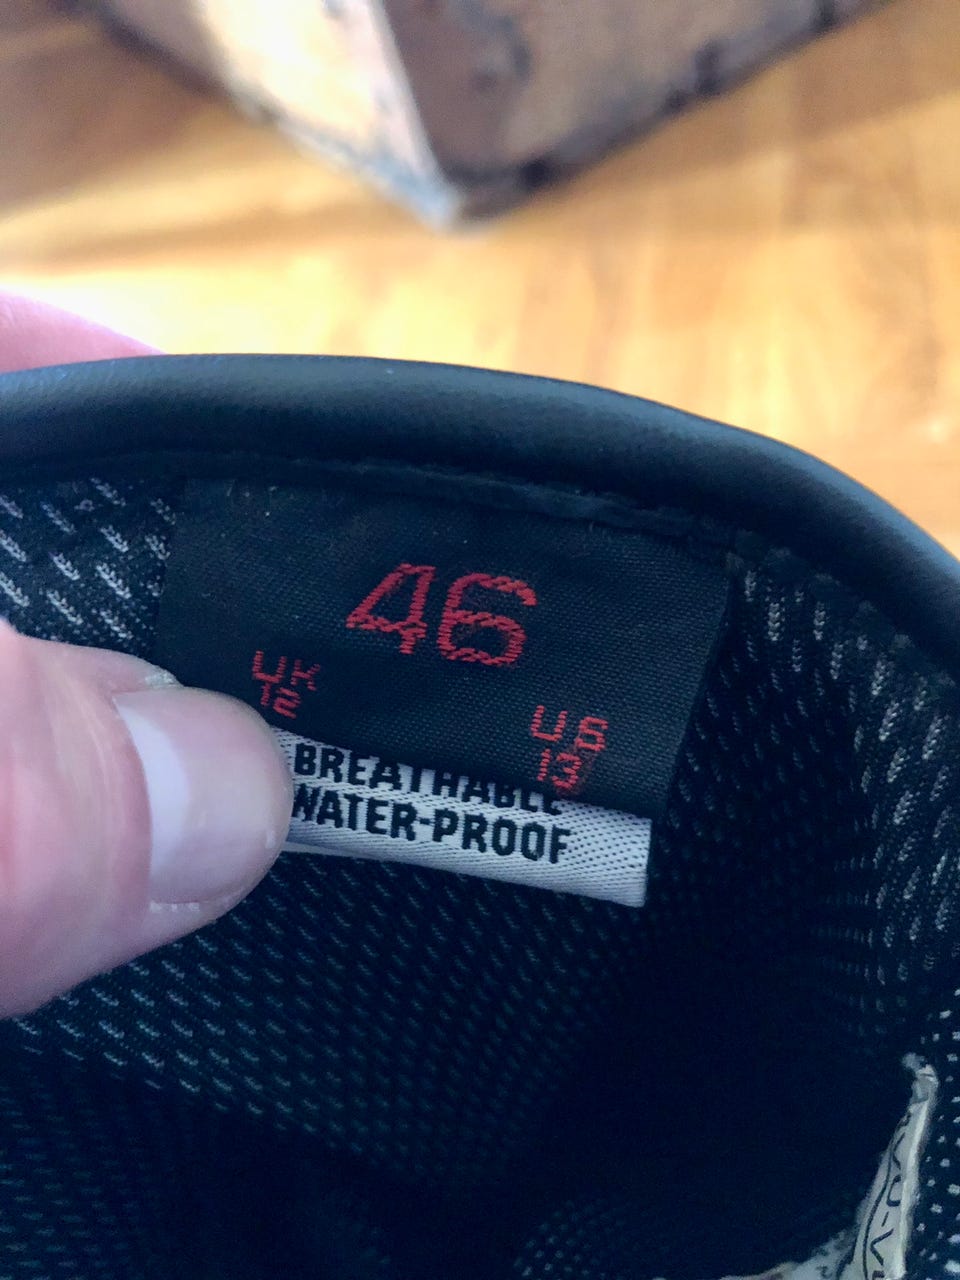 46
UK
12
US
13
BREATHABLE
WATER-PROOF